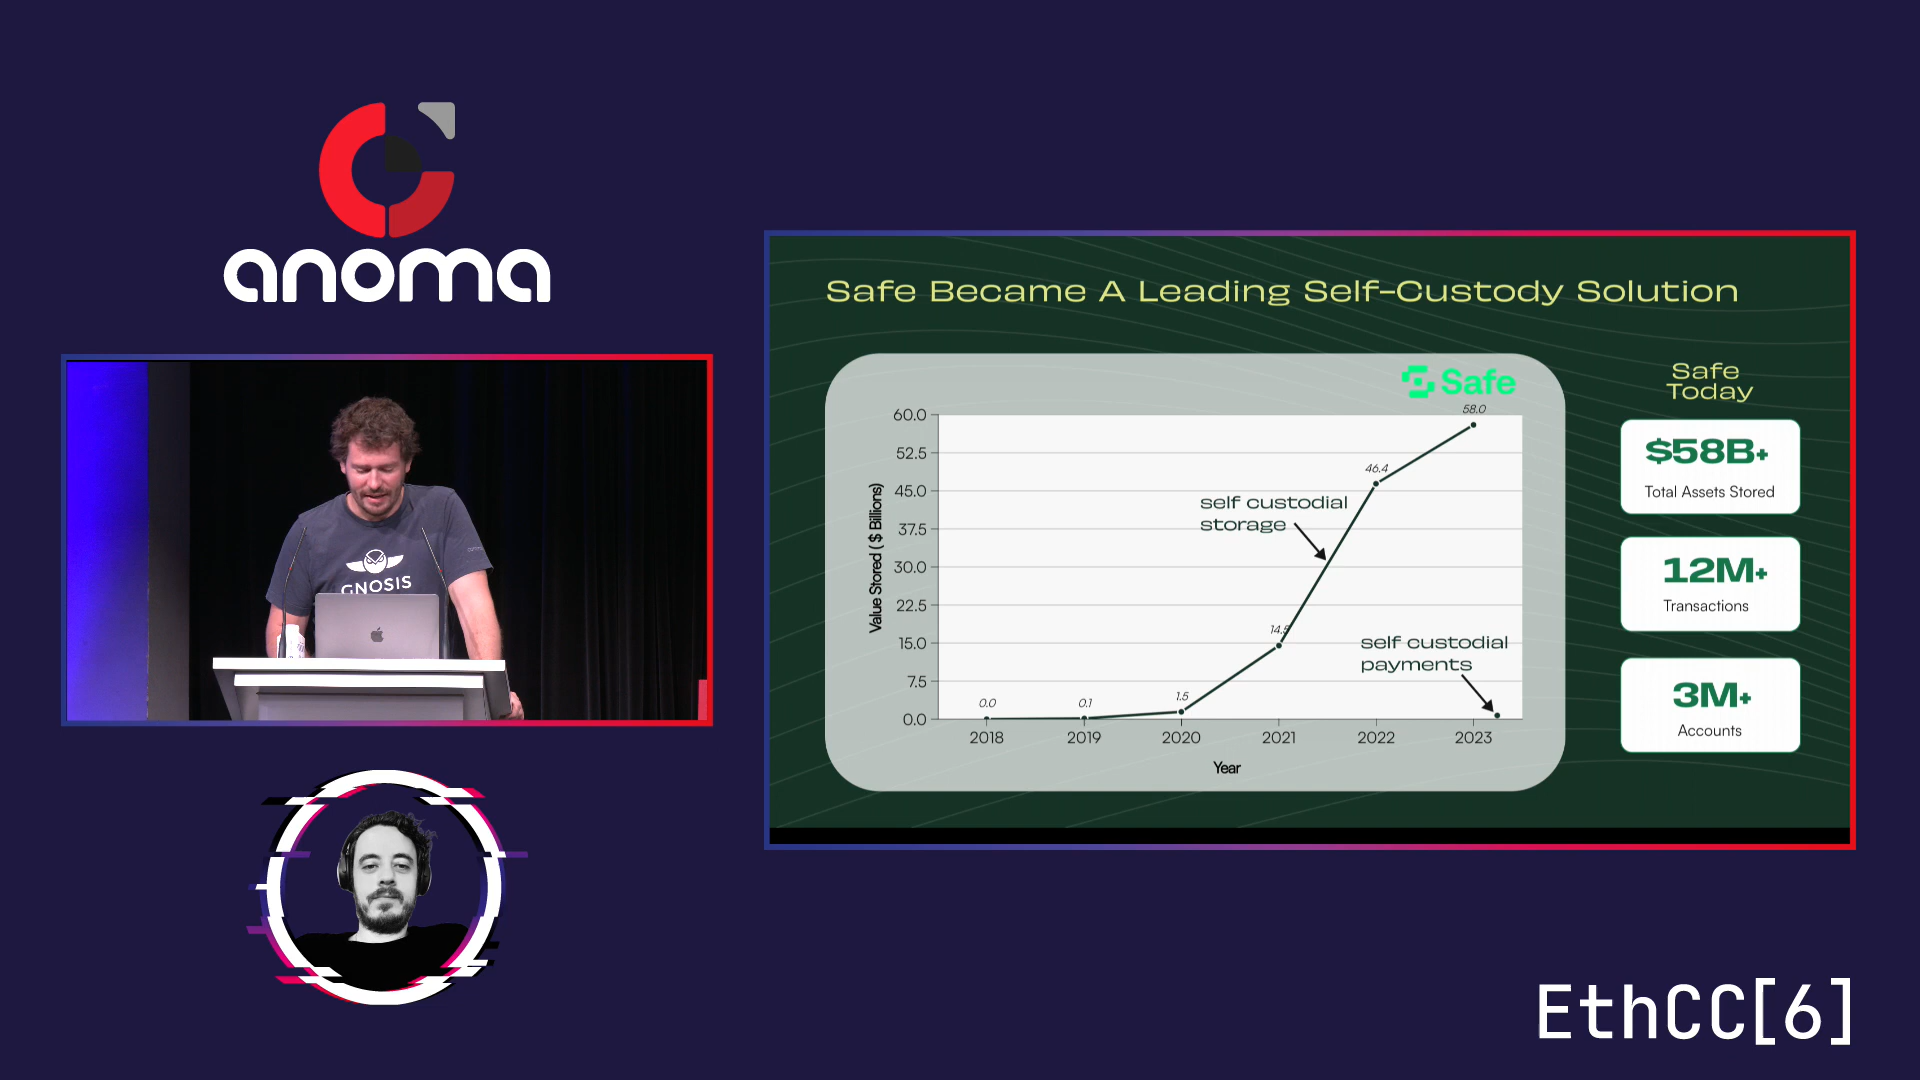 anoma
GNOSIS
Safe Became A Leading Self-Custody Solution
Safe
58.0
60.0
52.5
46.4
45.0
self custodial
storage
37.5
30.0
Value Stored ( $ Billions)
22.5
14.5
15.0
self custodial
payments
7.5
1.5
0.0
0.1
0.0
2018 2019 2020 2021 2022 2023
Year
Safe
Today
$58B+
Total Assets Stored
12M+
Transactions
3M+
Accounts
EthCC[6]